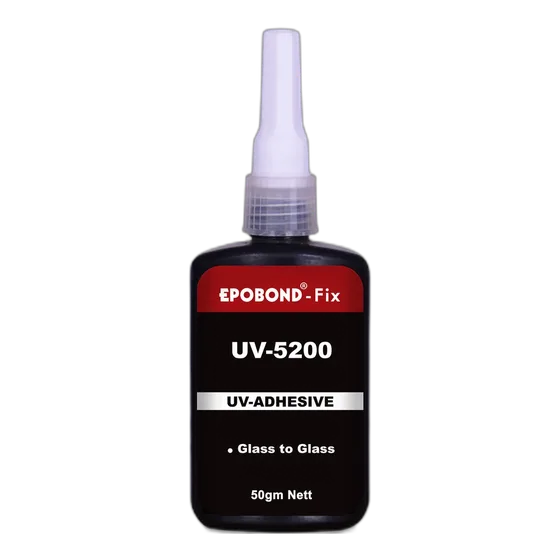 EPOBOND®-Fix
UV-5200
UV-ADHESIVE
• Glass to Glass
50gm Nett